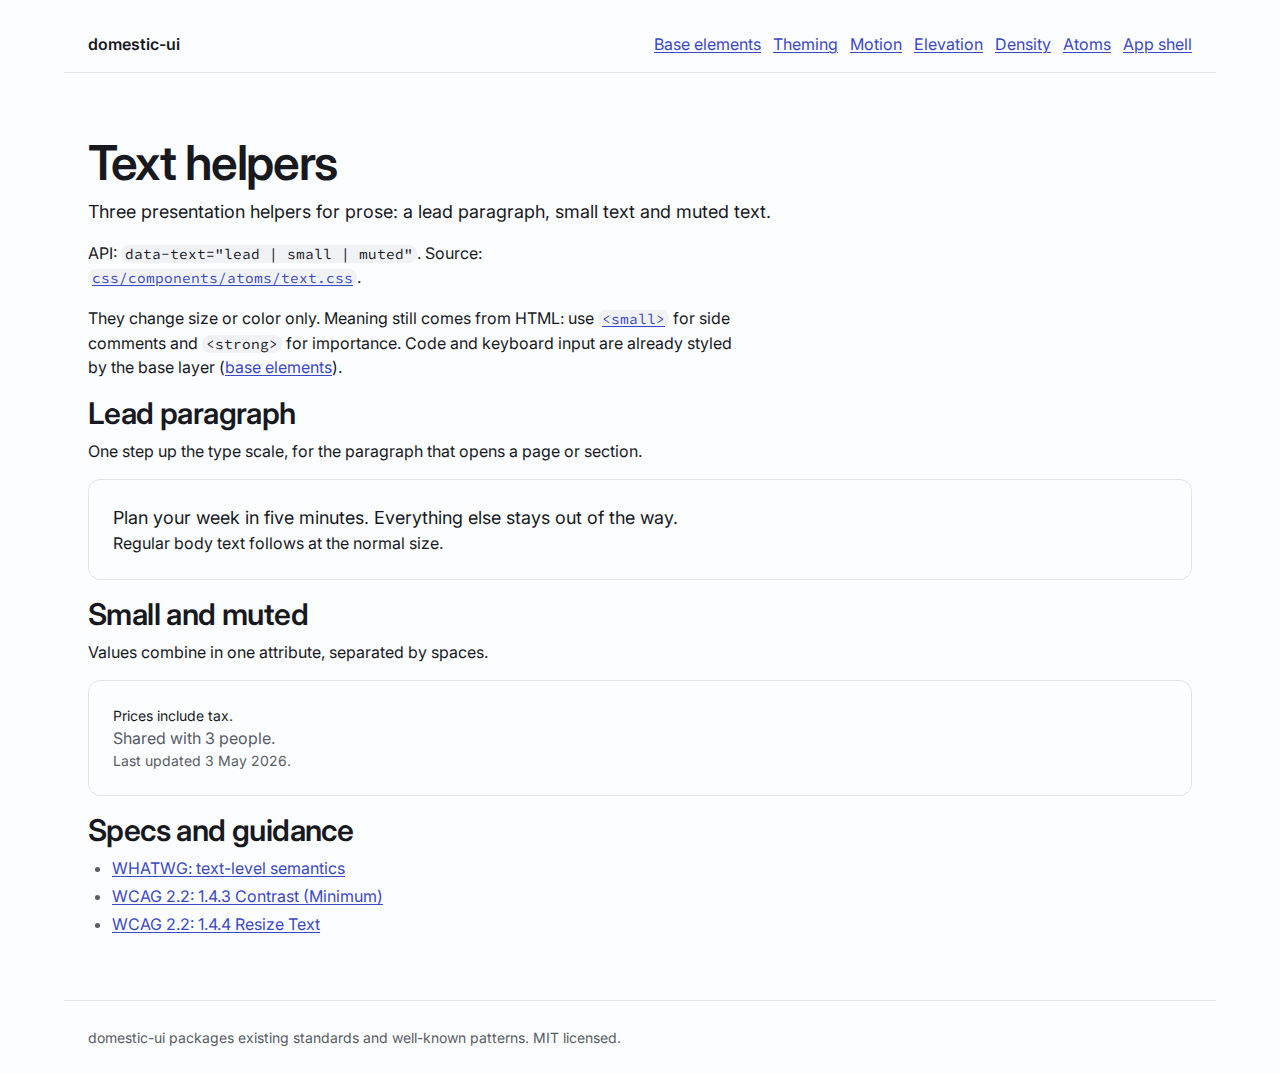 domestic-ui
Base elements Theming Motion Elevation Density Atoms App shell
Text helpers
Three presentation helpers for prose: a lead paragraph, small text and muted text.
API: data-text="lead | small | muted". Source:
css/components/atoms/text.css.
They change size or color only. Meaning still comes from HTML: use <small> for side
comments and <strong> for importance. Code and keyboard input are already styled
by the base layer (base elements).
Lead paragraph
One step up the type scale, for the paragraph that opens a page or section.
Plan your week in five minutes. Everything else stays out of the way.
Regular body text follows at the normal size.
Small and muted
Values combine in one attribute, separated by spaces.
Prices include tax.
Shared with 3 people.
Last updated 3 May 2026.
Specs and guidance
WHATWG: text-level semantics
WCAG 2.2: 1.4.3 Contrast (Minimum)
WCAG 2.2: 1.4.4 Resize Text
domestic-ui packages existing standards and well-known patterns. MIT licensed.